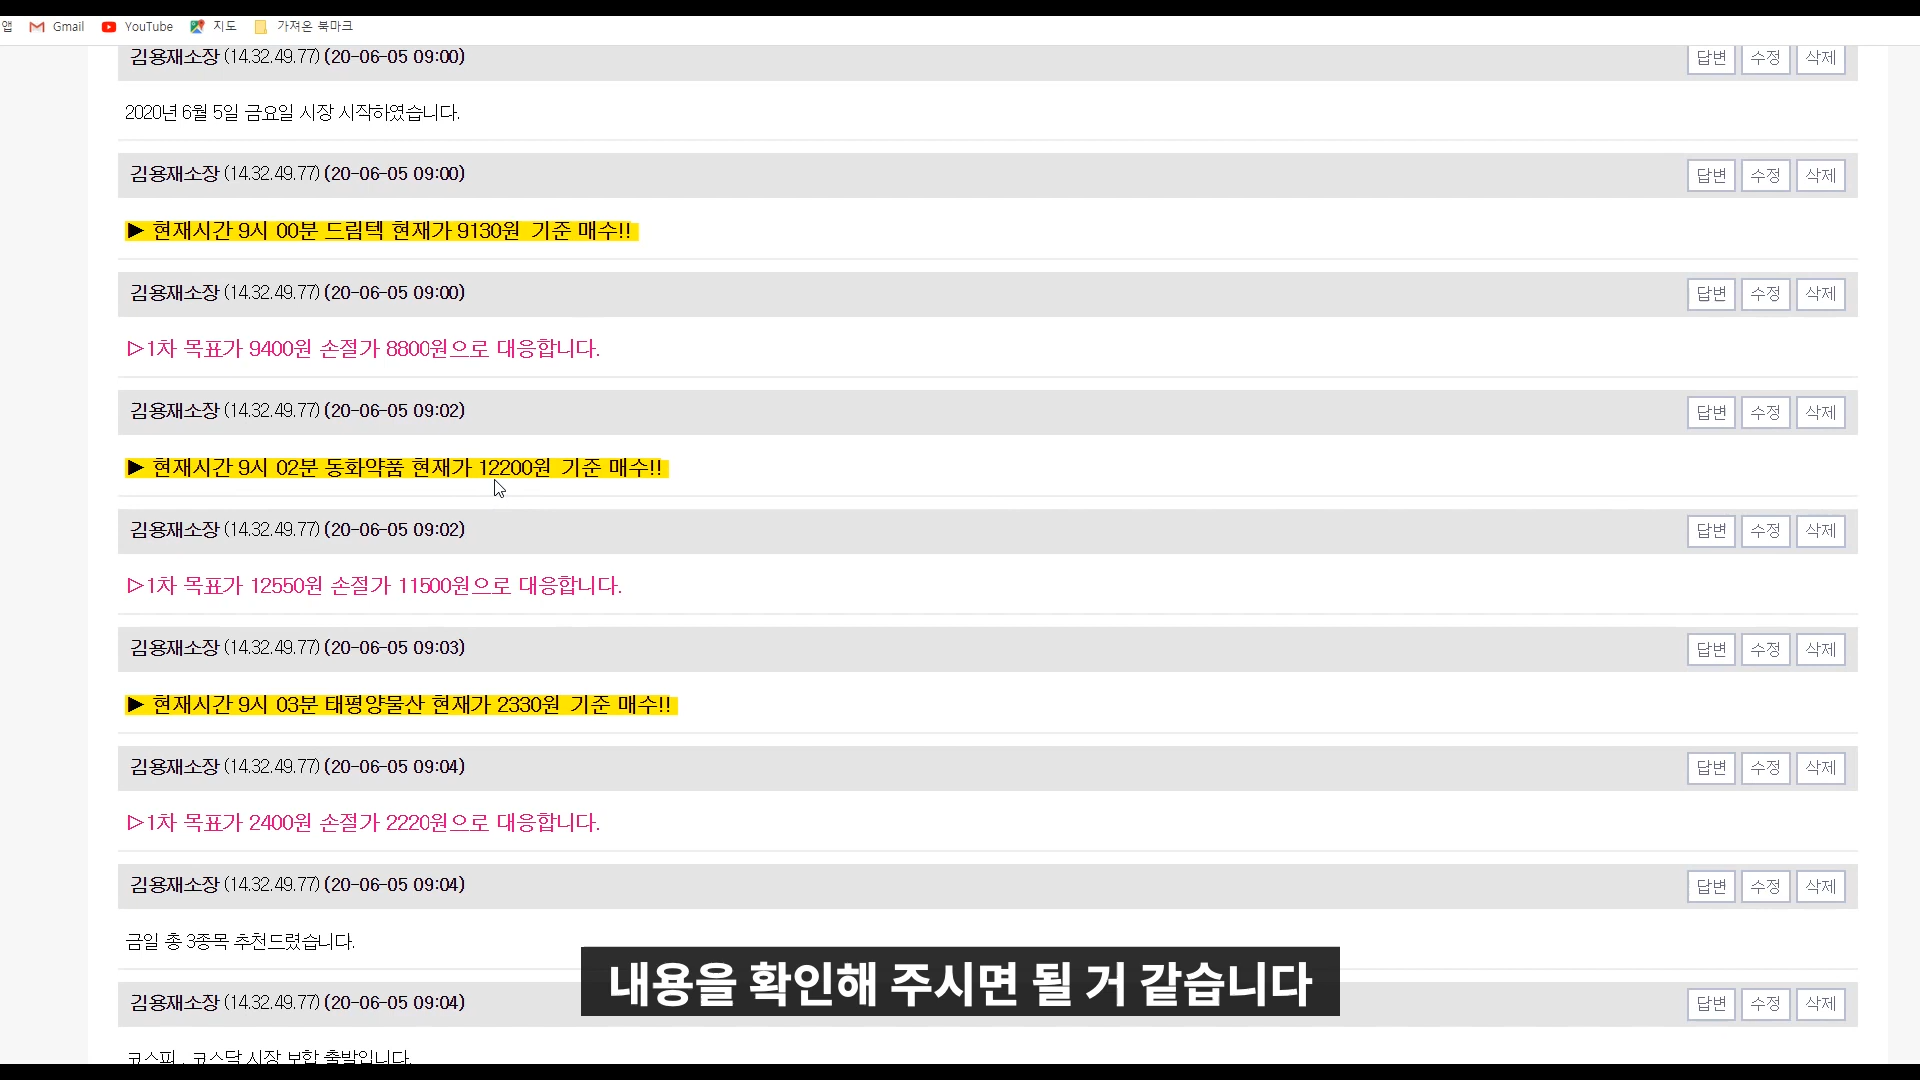 앱 Gmail YouTube 지도 가져온 북마크
김용재소장 (14.32.49.77) (20-06-05 09:00) 답변 수정 삭제
2020년 6월 5일 금요일 시장 시작하였습니다.
김용재소장 (14.32.49.77) (20-06-05 09:00) 답변 수정 삭제
▶ 현재시간 9시 00분 드림텍 현재가 9130원 기준 매수!!
김용재소장 (14.32.49.77) (20-06-05 09:00) 답변 수정 삭제
▷1차 목표가 9400원 손절가 8800원으로 대응합니다.
김용재소장 (14.32.49.77) (20-06-05 09:02) 답변 수정 삭제
▶ 현재시간 9시 02분 동화약품 현재가 12200원 기준 매수!!
김용재소장 (14.32.49.77) (20-06-05 09:02) 답변 수정 삭제
▷1차 목표가 12550원 손절가 11500원으로 대응합니다.
김용재소장 (14.32.49.77) (20-06-05 09:03) 답변 수정 삭제
▶ 현재시간 9시 03분 태평양물산 현재가 2330원 기준 매수!!
김용재소장 (14.32.49.77) (20-06-05 09:04) 답변 수정 삭제
▷1차 목표가 2400원 손절가 2220원으로 대응합니다.
김용재소장 (14.32.49.77) (20-06-05 09:04) 답변 수정 삭제
금일 총 3종목 추천드렸습니다.
내용을 확인해 주시면 될 거 같습니다
김용재소장 (14.32.49.77) (20-06-05 09:04) 답변 수정 삭제
코스피 . 코스닥 시장 보합 출발입니다.